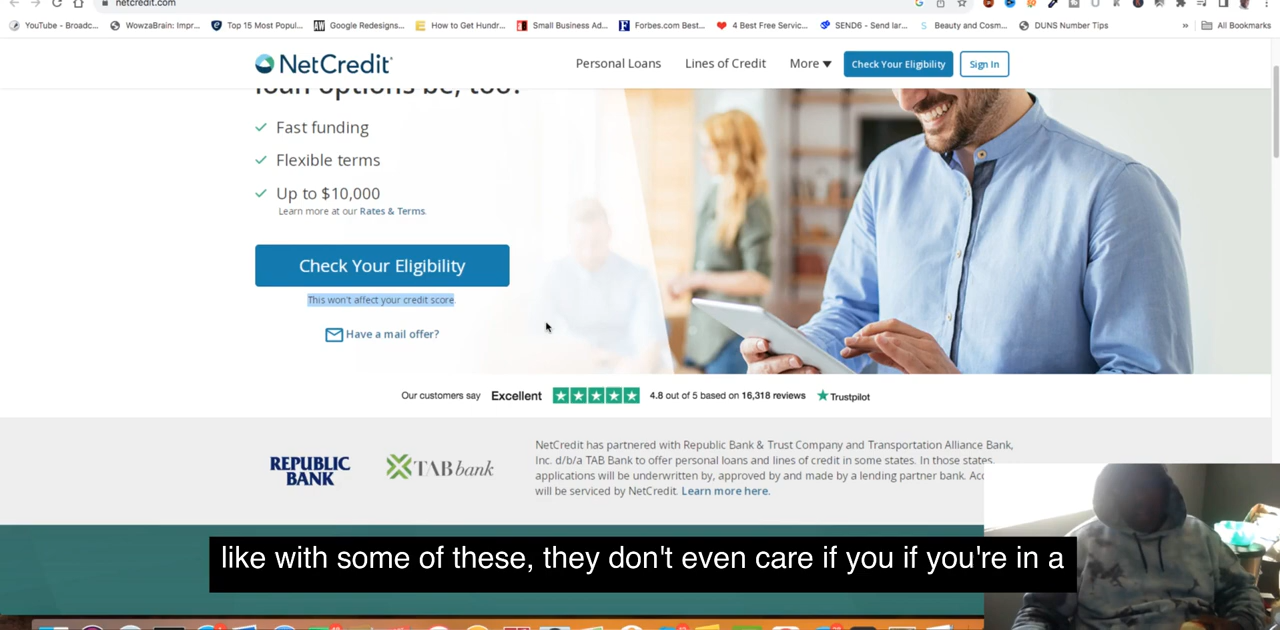 netcredit.com
YouTube - Broadc...
WowzaBrain: Impr...
Top 15 Most Popul...
Google Redesigns...
How to Get Hundr...
Small Business Ad...
Forbes.com Best...
4 Best Free Servic...
SEND6 - Send lar...
Beauty and Cosm...
DUNS Number Tips
»
All Bookmarks
NetCredit
Personal Loans
Lines of Credit
More
Check Your Eligibility
Sign In
loan options be, too?
Fast funding
Flexible terms
Up to $10,000
Learn more at our Rates & Terms.
Check Your Eligibility
This won't affect your credit score.
Have a mail offer?
Our customers say Excellent 4.8 out of 5 based on 16,318 reviews Trustpilot
REPUBLIC
BANK
TAB bank
NetCredit has partnered with Republic Bank & Trust Company and Transportation Alliance Bank,
Inc. d/b/a TAB Bank to offer personal loans and lines of credit in some states. In those states,
applications will be underwritten by, approved by and made by a lending partner bank.
will be serviced by NetCredit. Learn more here.
like with some of these, they don't even care if you if you're in a